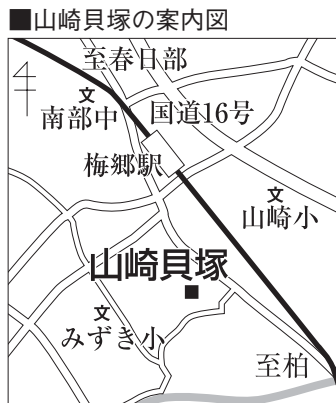 ■山崎貝塚の案内図
至春日部
文
南部中
国道16号
梅郷駅
文
山崎小
山崎貝塚
文
みずき小
至柏